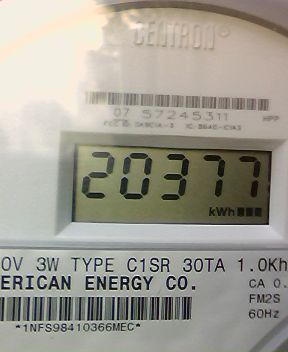 CENTRON®
07 57245311 HPP
20377
kWh
0V 3W TYPE C1SR 30TA 1.0Kh
ERICAN ENERGY CO. CA 0.
FM2S
*1NFS98410366MEC* 60Hz